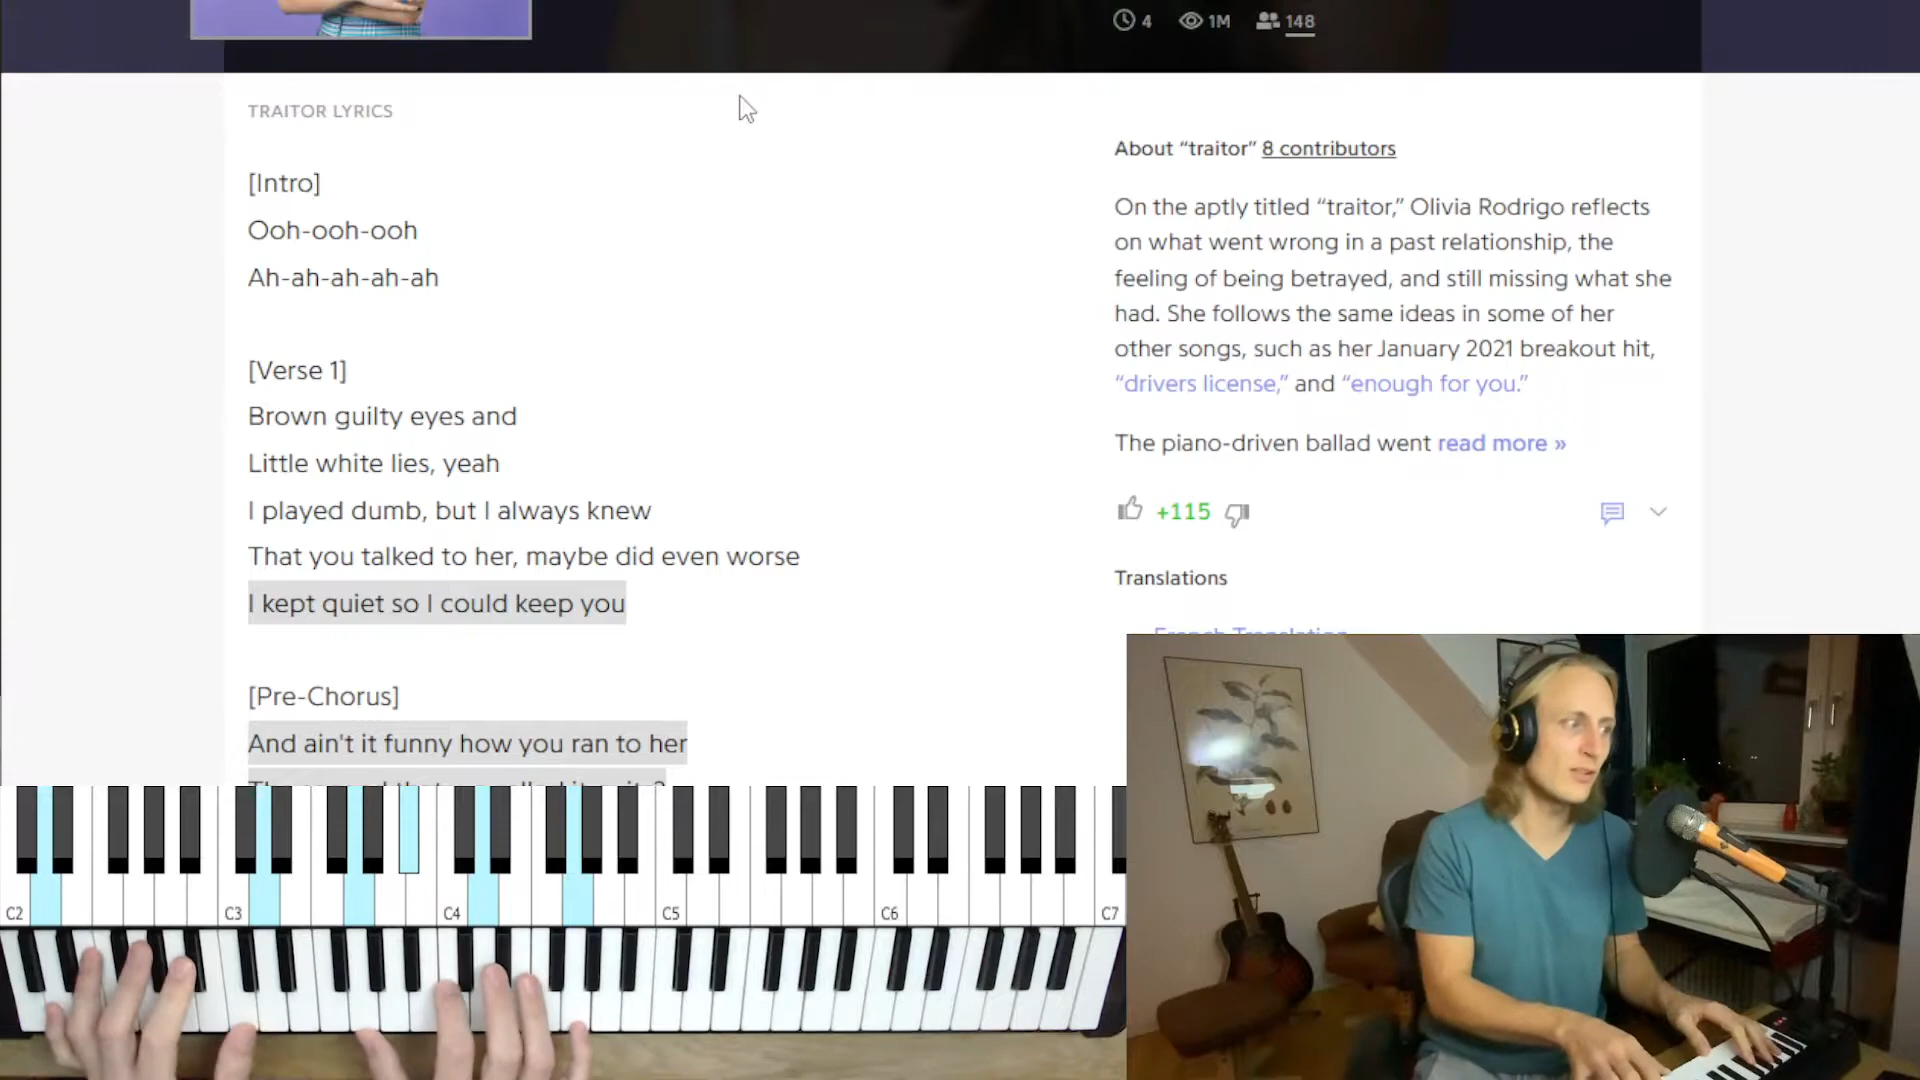 4 1M 148
TRAITOR LYRICS
[Intro]
Ooh-ooh-ooh
Ah-ah-ah-ah-ah
[Verse 1]
Brown guilty eyes and
Little white lies, yeah
I played dumb, but I always knew
That you talked to her, maybe did even worse
I kept quiet so I could keep you
[Pre-Chorus]
And ain't it funny how you ran to her
About “traitor” 8 contributors
On the aptly titled “traitor,” Olivia Rodrigo reflects
on what went wrong in a past relationship, the
feeling of being betrayed, and still missing what she
had. She follows the same ideas in some of her
other songs, such as her January 2021 breakout hit,
“drivers license,” and “enough for you.”
The piano-driven ballad went read more »
+115
Translations
French Translation
C2 C3 C4 C5 C6 C7